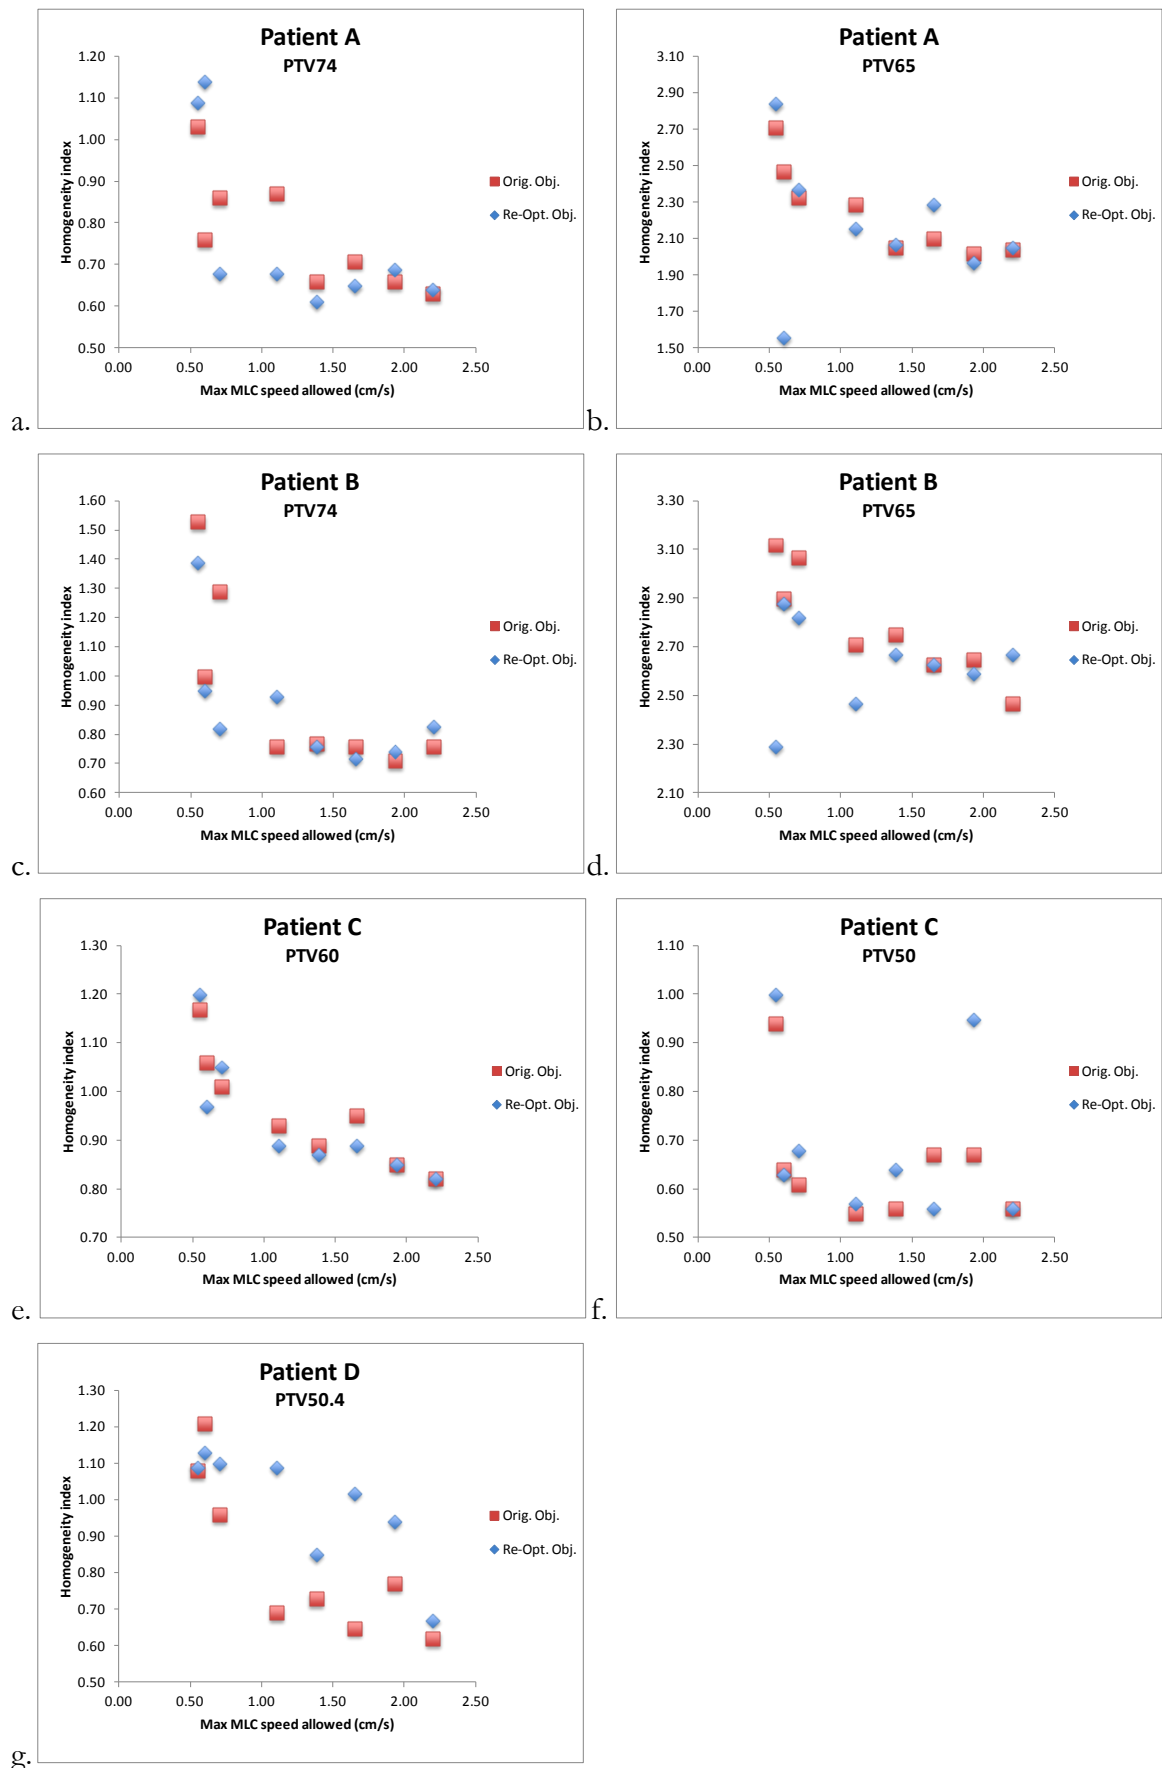 Patient A
PTV74
1.20
1.10
1.00
0.90
0.80
0.70
0.60
0.50
0.00 0.50 1.00 1.50 2.00 2.50
Homogeneity index
Max MLC speed allowed (cm/s)
Orig. Obj.
Re-Opt. Obj.
a.
Patient A
PTV65
3.10
2.90
2.70
2.50
2.30
2.10
1.90
1.70
1.50
0.00 0.50 1.00 1.50 2.00 2.50
Homogeneity index
Max MLC speed allowed (cm/s)
Orig. Obj.
Re-Opt. Obj.
b.
Patient B
PTV74
1.60
1.50
1.40
1.30
1.20
1.10
1.00
0.90
0.80
0.70
0.60
0.00 0.50 1.00 1.50 2.00 2.50
Homogeneity index
Max MLC speed allowed (cm/s)
Orig. Obj.
Re-Opt. Obj.
c.
Patient B
PTV65
3.30
3.10
2.90
2.70
2.50
2.30
2.10
0.00 0.50 1.00 1.50 2.00 2.50
Homogeneity index
Max MLC speed allowed (cm/s)
Orig. Obj.
Re-Opt. Obj.
d.
Patient C
PTV60
1.30
1.20
1.10
1.00
0.90
0.80
0.70
0.00 0.50 1.00 1.50 2.00 2.50
Homogeneity index
Max MLC speed allowed (cm/s)
Orig. Obj.
Re-Opt. Obj.
e.
Patient C
PTV50
1.10
1.00
0.90
0.80
0.70
0.60
0.50
0.00 0.50 1.00 1.50 2.00 2.50
Homogeneity index
Max MLC speed allowed (cm/s)
Orig. Obj.
Re-Opt. Obj.
f.
Patient D
PTV50.4
1.30
1.20
1.10
1.00
0.90
0.80
0.70
0.60
0.50
0.00 0.50 1.00 1.50 2.00 2.50
Homogeneity index
Max MLC speed allowed (cm/s)
Orig. Obj.
Re-Opt. Obj.
g.